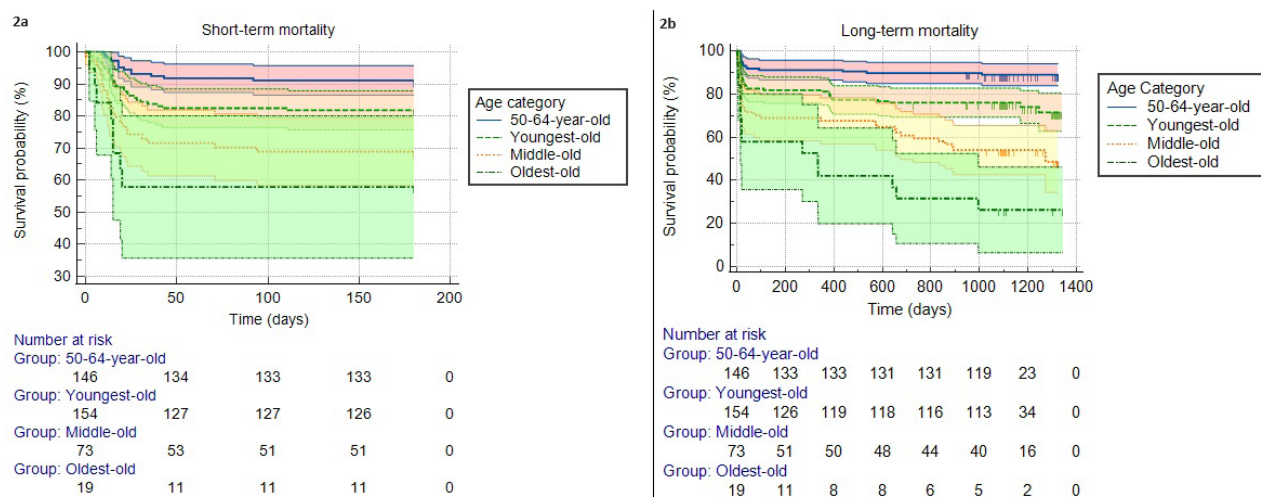 2a
Short-term mortality
Survival probability (%)
100
90
80
70
60
50
40
30
0 50 100 150 200
Time (days)
Age category
50-64-year-old
Youngest-old
Middle-old
Oldest-old
Number at risk
Group: 50-64-year-old
146 134 133 133 0
Group: Youngest-old
154 127 127 126 0
Group: Middle-old
73 53 51 51 0
Group: Oldest-old
19 11 11 11 0
2b
Long-term mortality
Survival probability (%)
100
80
60
40
20
0
0 200 400 600 800 1000 1200 1400
Time (days)
Age Category
50-64-year-old
Youngest-old
Middle-old
Oldest-old
Number at risk
Group: 50-64-year-old
146 133 133 131 131 119 23 0
Group: Youngest-old
154 126 119 118 116 113 34 0
Group: Middle-old
73 51 50 48 44 40 16 0
Group: Oldest-old
19 11 8 8 6 5 2 0